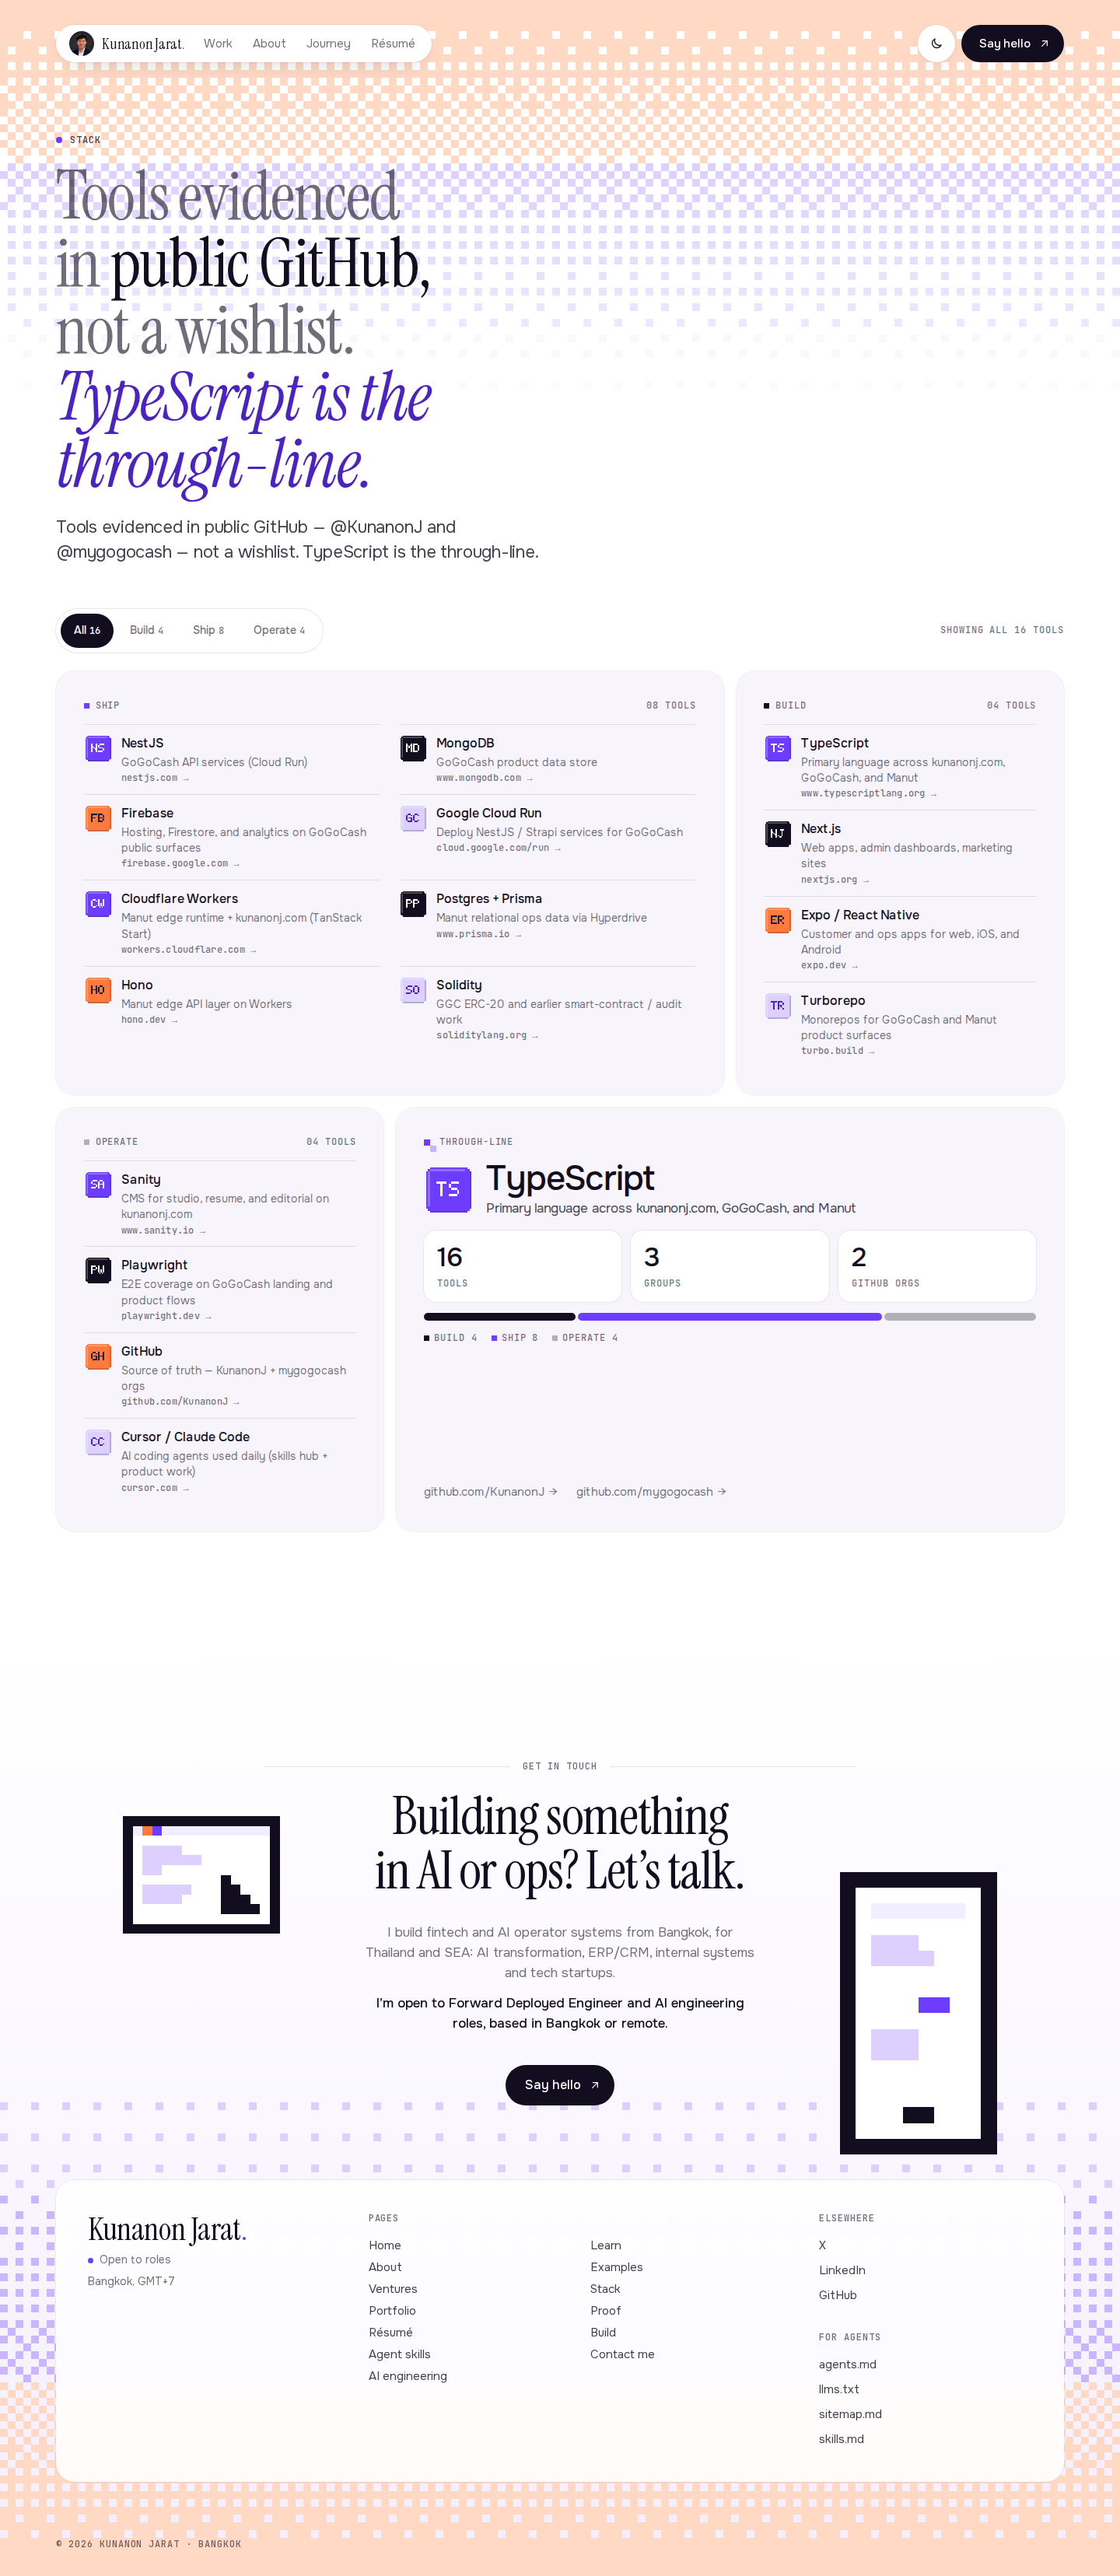 Kunanon Jarat.
Work
About
Journey
Résumé
Say hello ↗
STACK
Tools evidenced
in public GitHub,
not a wishlist.
TypeScript is the
through-line.
Tools evidenced in public GitHub — @KunanonJ and
@mygogocash — not a wishlist. TypeScript is the through-line.
All 16
Build 4
Ship 8
Operate 4
SHOWING ALL 16 TOOLS
SHIP
08 TOOLS
NS
NestJS
GoGoCash API services (Cloud Run)
nestjs.com →
MD
MongoDB
GoGoCash product data store
www.mongodb.com →
FB
Firebase
Hosting, Firestore, and analytics on GoGoCash
public surfaces
firebase.google.com →
GC
Google Cloud Run
Deploy NestJS / Strapi services for GoGoCash
cloud.google.com/run →
CW
Cloudflare Workers
Manut edge runtime + kunanonj.com (TanStack
Start)
workers.cloudflare.com →
PP
Postgres + Prisma
Manut relational ops data via Hyperdrive
www.prisma.io →
HO
Hono
Manut edge API layer on Workers
hono.dev →
SO
Solidity
GGC ERC-20 and earlier smart-contract / audit
work
soliditylang.org →
BUILD
04 TOOLS
TS
TypeScript
Primary language across kunanonj.com,
GoGoCash, and Manut
www.typescriptlang.org →
NJ
Next.js
Web apps, admin dashboards, marketing
sites
nextjs.org →
ER
Expo / React Native
Customer and ops apps for web, iOS, and
Android
expo.dev →
TR
Turborepo
Monorepos for GoGoCash and Manut
product surfaces
turbo.build →
OPERATE
04 TOOLS
SA
Sanity
CMS for studio, resume, and editorial on
kunanonj.com
www.sanity.io →
PW
Playwright
E2E coverage on GoGoCash landing and
product flows
playwright.dev →
GH
GitHub
Source of truth — KunanonJ + mygogocash
orgs
github.com/KunanonJ →
CC
Cursor / Claude Code
AI coding agents used daily (skills hub +
product work)
cursor.com →
THROUGH-LINE
TS
TypeScript
Primary language across kunanonj.com, GoGoCash, and Manut
16
TOOLS
3
GROUPS
2
GITHUB ORGS
BUILD 4
SHIP 8
OPERATE 4
github.com/KunanonJ →
github.com/mygogocash →
GET IN TOUCH
Building something
in AI or ops? Let’s talk.
I build fintech and AI operator systems from Bangkok, for
Thailand and SEA: AI transformation, ERP/CRM, internal systems
and tech startups.
I’m open to Forward Deployed Engineer and AI engineering
roles, based in Bangkok or remote.
Say hello ↗
Kunanon Jarat.
Open to roles
Bangkok, GMT+7
PAGES
Home
About
Ventures
Portfolio
Résumé
Agent skills
AI engineering
Learn
Examples
Stack
Proof
Build
Contact me
ELSEWHERE
X
LinkedIn
GitHub
FOR AGENTS
agents.md
llms.txt
sitemap.md
skills.md
© 2026 KUNANON JARAT · BANGKOK